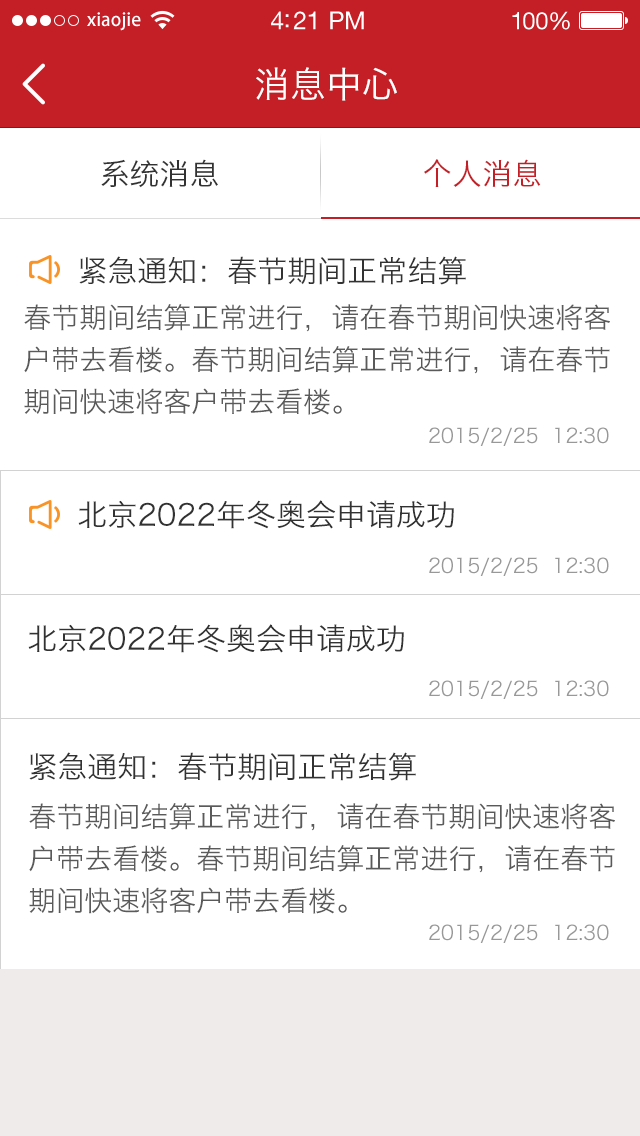 xiaojie 4:21 PM 100%
消息中心
系统消息 个人消息
紧急通知：春节期间正常结算
春节期间结算正常进行，请在春节期间快速将客
户带去看楼。春节期间结算正常进行，请在春节
期间快速将客户带去看楼。
2015/2/25 12:30
北京2022年冬奥会申请成功
2015/2/25 12:30
北京2022年冬奥会申请成功
2015/2/25 12:30
紧急通知：春节期间正常结算
春节期间结算正常进行，请在春节期间快速将客
户带去看楼。春节期间结算正常进行，请在春节
期间快速将客户带去看楼。
2015/2/25 12:30